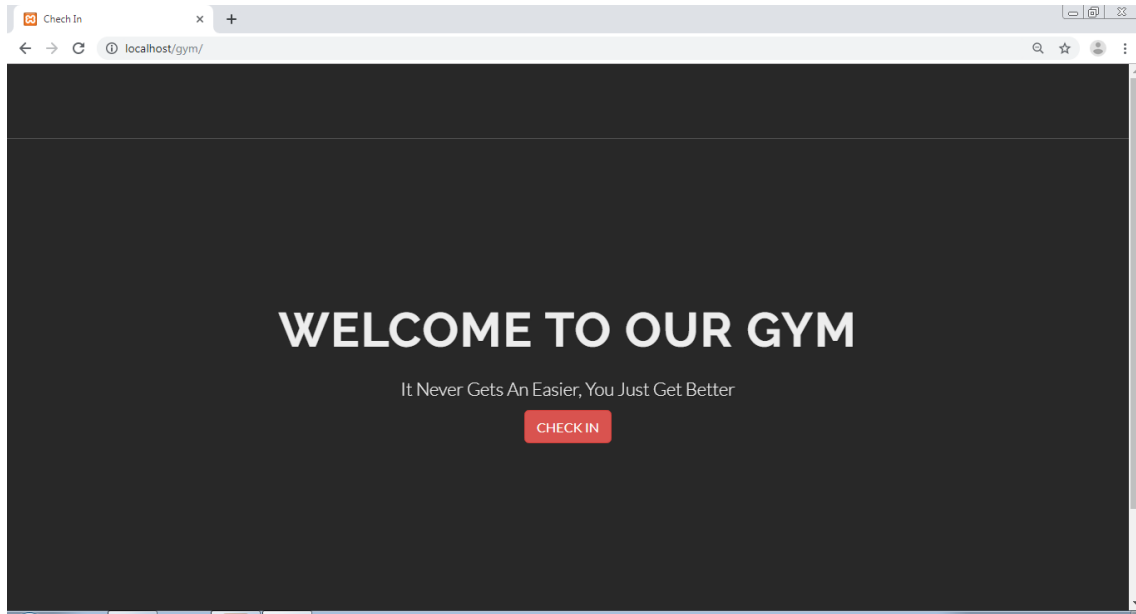 Chech In
localhost/gym/
WELCOME TO OUR GYM
It Never Gets An Easier, You Just Get Better
CHECK IN